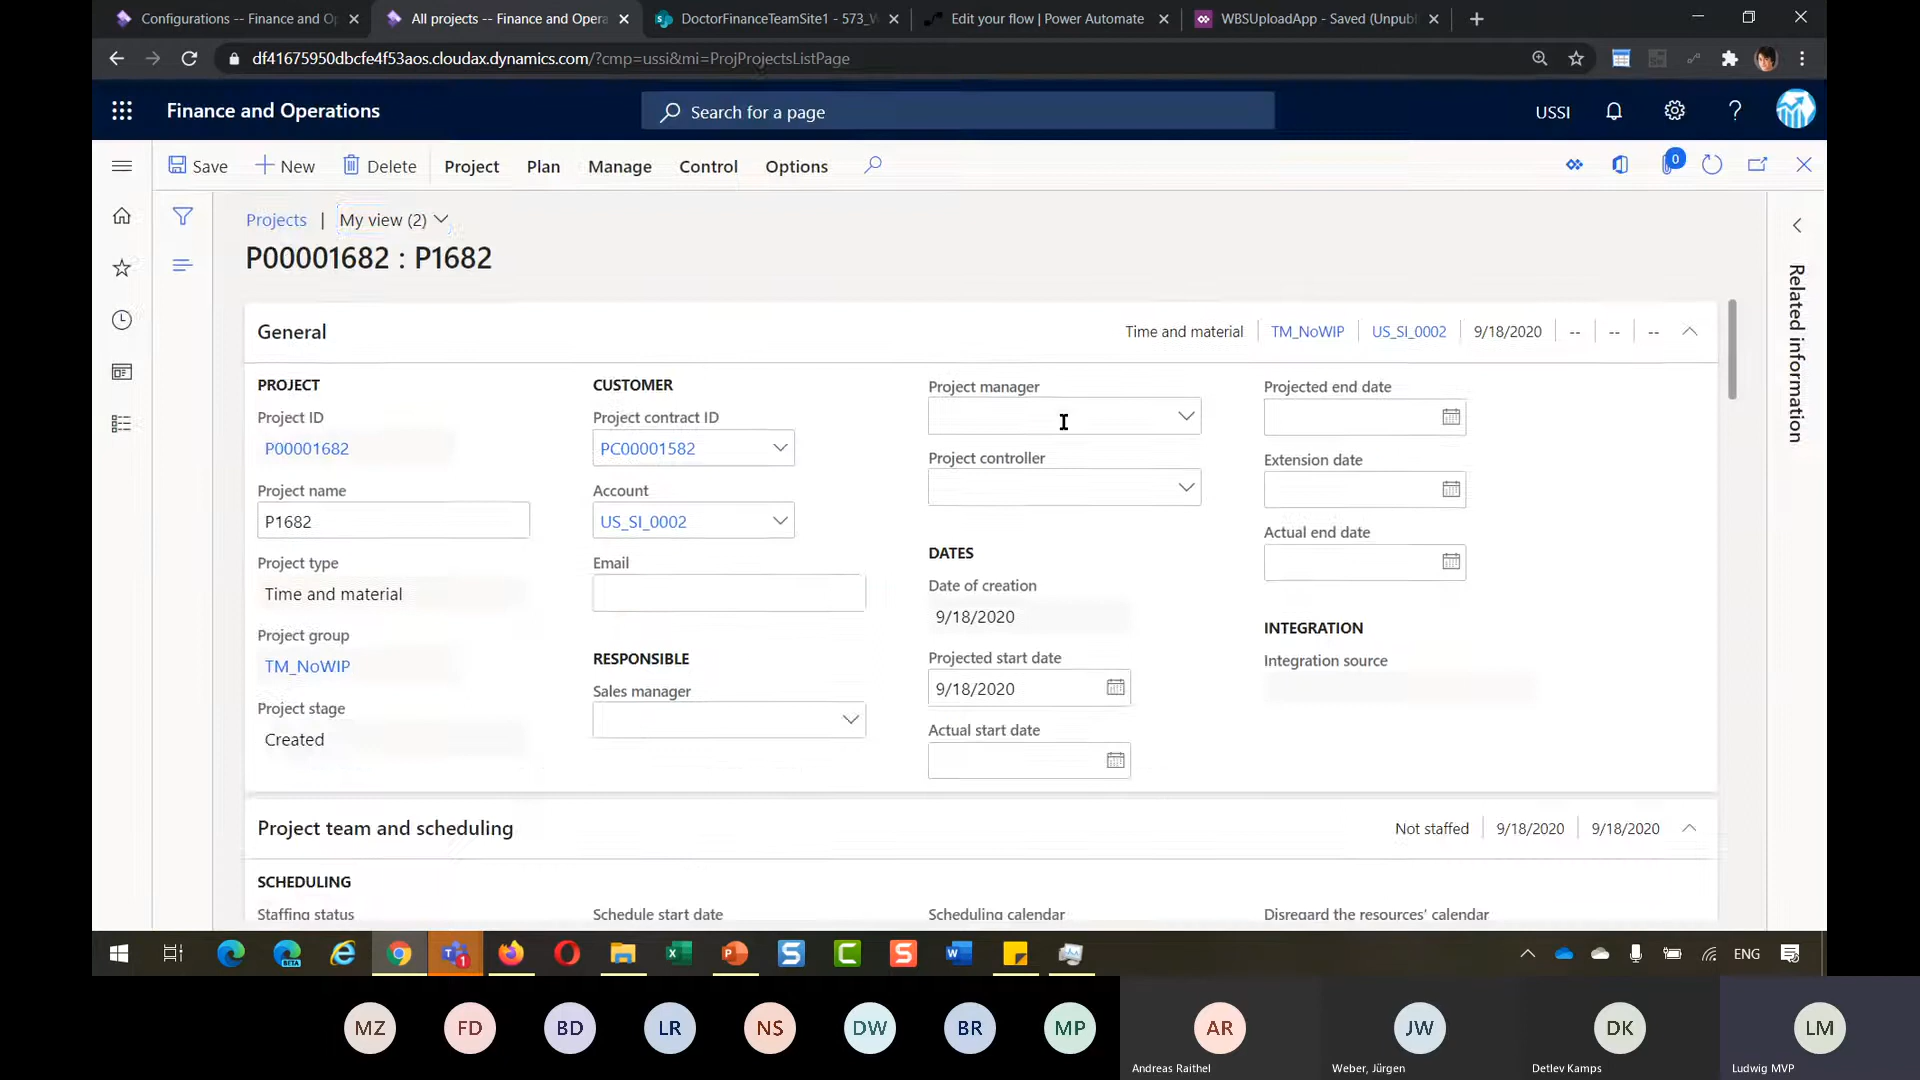 Configurations -- Finance and Op
All projects -- Finance and Opera
DoctorFinanceTeamSite1 - 573_W
Edit your flow | Power Automate
WBSUploadApp - Saved (Unpubl
df41675950dbcfe4f53aos.cloudax.dynamics.com/?cmp=ussi&mi=ProjProjectsListPage
Finance and Operations
Search for a page
USSI
Save
New
Delete
Project
Plan
Manage
Control
Options
0
Projects | My view (2)
P00001682 : P1682
Related information
General
Time and material
TM_NoWIP
US_SI_0002
9/18/2020
--
--
--
PROJECT
Project ID
P00001682
Project name
P1682
Project type
Time and material
Project group
TM_NoWIP
Project stage
Created
CUSTOMER
Project contract ID
PC00001582
Account
US_SI_0002
Email
RESPONSIBLE
Sales manager
Project manager
Project controller
DATES
Date of creation
9/18/2020
Projected start date
9/18/2020
Actual start date
Projected end date
Extension date
Actual end date
INTEGRATION
Integration source
Project team and scheduling
Not staffed
9/18/2020
9/18/2020
SCHEDULING
Staffing status
Schedule start date
Scheduling calendar
Disregard the resources' calendar
BETA
1
ENG
MZ
FD
BD
LR
NS
DW
BR
MP
AR
JW
DK
LM
Andreas Raithel
Weber, Jürgen
Detlev Kamps
Ludwig MVP